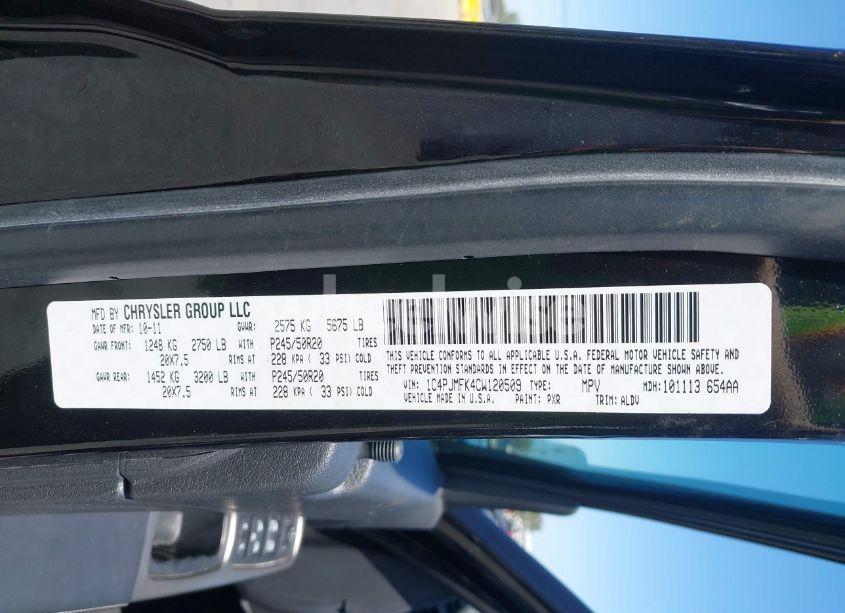 MFD BY CHRYSLER GROUP LLC
DATE OF MFR: 10-11 GVWR: 2575 KG 5675 LB
GAWR FRONT: 1248 KG 2750 LB WITH P245/50R20 TIRES
20X7.5 RIMS AT 228 KPA ( 33 PSI) COLD
GAWR REAR: 1452 KG 3200 LB WITH P245/50R20 TIRES
20X7.5 RIMS AT 228 KPA ( 33 PSI) COLD
THIS VEHICLE CONFORMS TO ALL APPLICABLE U.S.A. FEDERAL MOTOR VEHICLE SAFETY AND
THEFT PREVENTION STANDARDS IN EFFECT ON THE DATE OF MANUFACTURE SHOWN ABOVE.
VIN: 1C4PJMFK4CW120509 TYPE: MPV MDH: 101113 654AA
VEHICLE MADE IN U.S.A. PAINT: PXR TRIM: ALDV